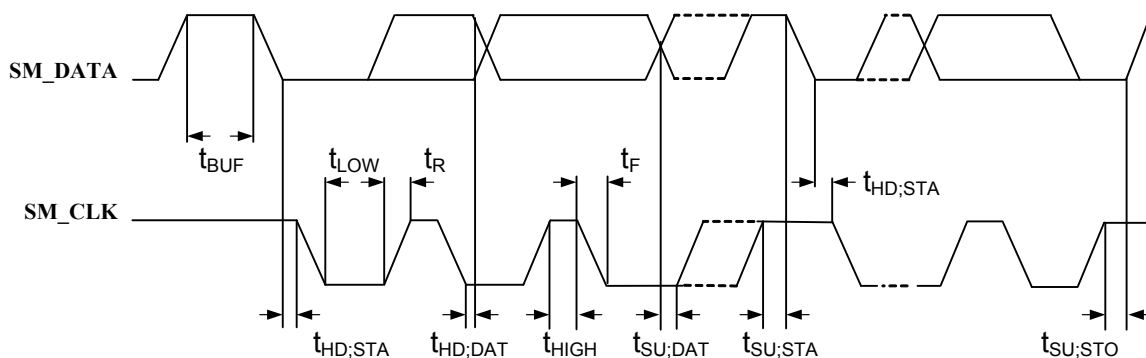 SM_DATA
tBUF
tLOW
tR
tF
tHD;STA
SM_CLK
tHD;STA
tHD;DAT
tHIGH
tSU;DAT
tSU;STA
tSU;STO